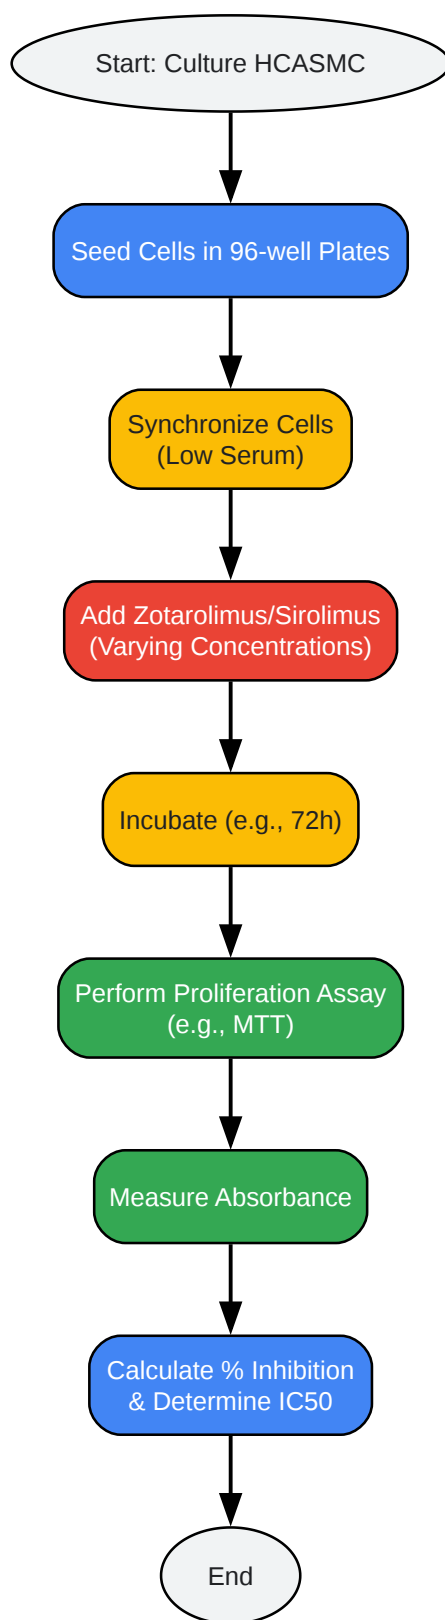 Start: Culture HCASMC
Seed Cells in 96-well Plates
Synchronize Cells
(Low Serum)
Add Zotarolimus/Sirolimus
(Varying Concentrations)
Incubate (e.g., 72h)
Perform Proliferation Assay
(e.g., MTT)
Measure Absorbance
Calculate % Inhibition
& Determine IC50
End